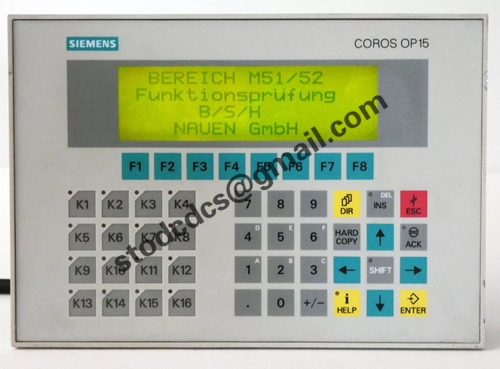 SIEMENS
COROS OP15
BEREICH M51/52
Funktionsprüfung
B/S/H
NAUEN GmbH
F1 F2 F3 F4 F5 F6 F7 F8
K1 K2 K3 K4
7 8 9
DIR
DEL
INS
ESC
K5 K6 K7 K8
D E F
4 5 6
HARD COPY
ACK
K9 K10 K11 K12
A B C
1 2 3
SHIFT
K13 K14 K15 K16
. 0 +/-
i
HELP
ENTER
stodcdcs@gmail.com